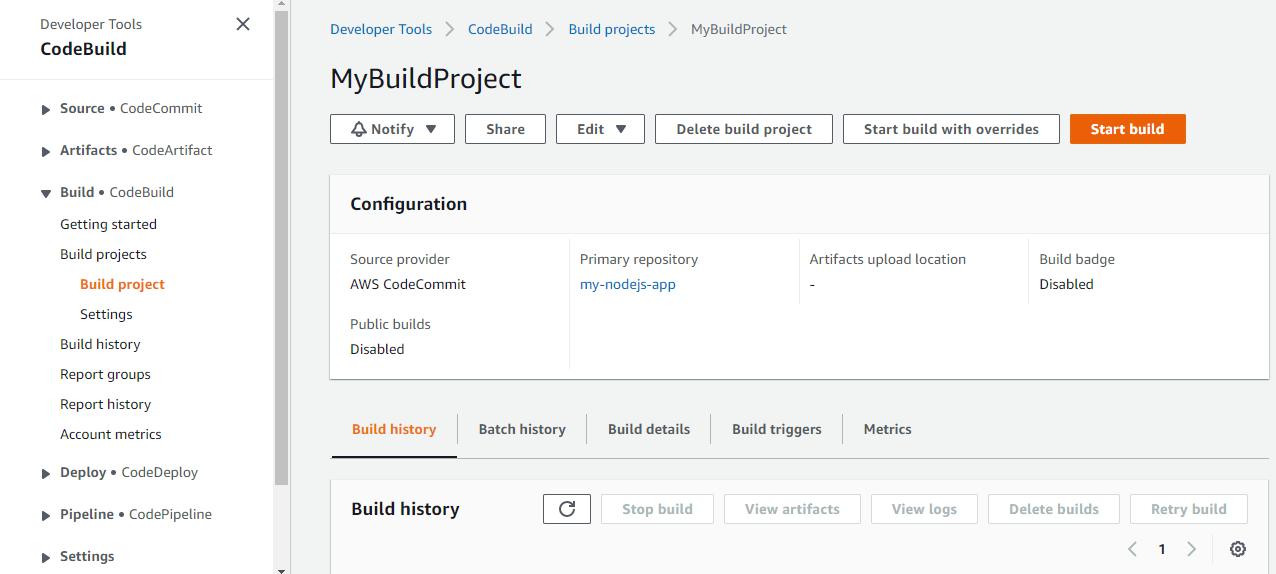 Developer Tools
CodeBuild
Source • CodeCommit
Artifacts • CodeArtifact
Build • CodeBuild
Getting started
Build projects
Build project
Settings
Build history
Report groups
Report history
Account metrics
Deploy • CodeDeploy
Pipeline • CodePipeline
Settings
Developer Tools > CodeBuild > Build projects > MyBuildProject
MyBuildProject
Notify Share Edit Delete build project Start build with overrides Start build
Configuration
Source provider Primary repository Artifacts upload location Build badge
AWS CodeCommit my-nodejs-app - Disabled
Public builds
Disabled
Build history Batch history Build details Build triggers Metrics
Build history Stop build View artifacts View logs Delete builds Retry build
1